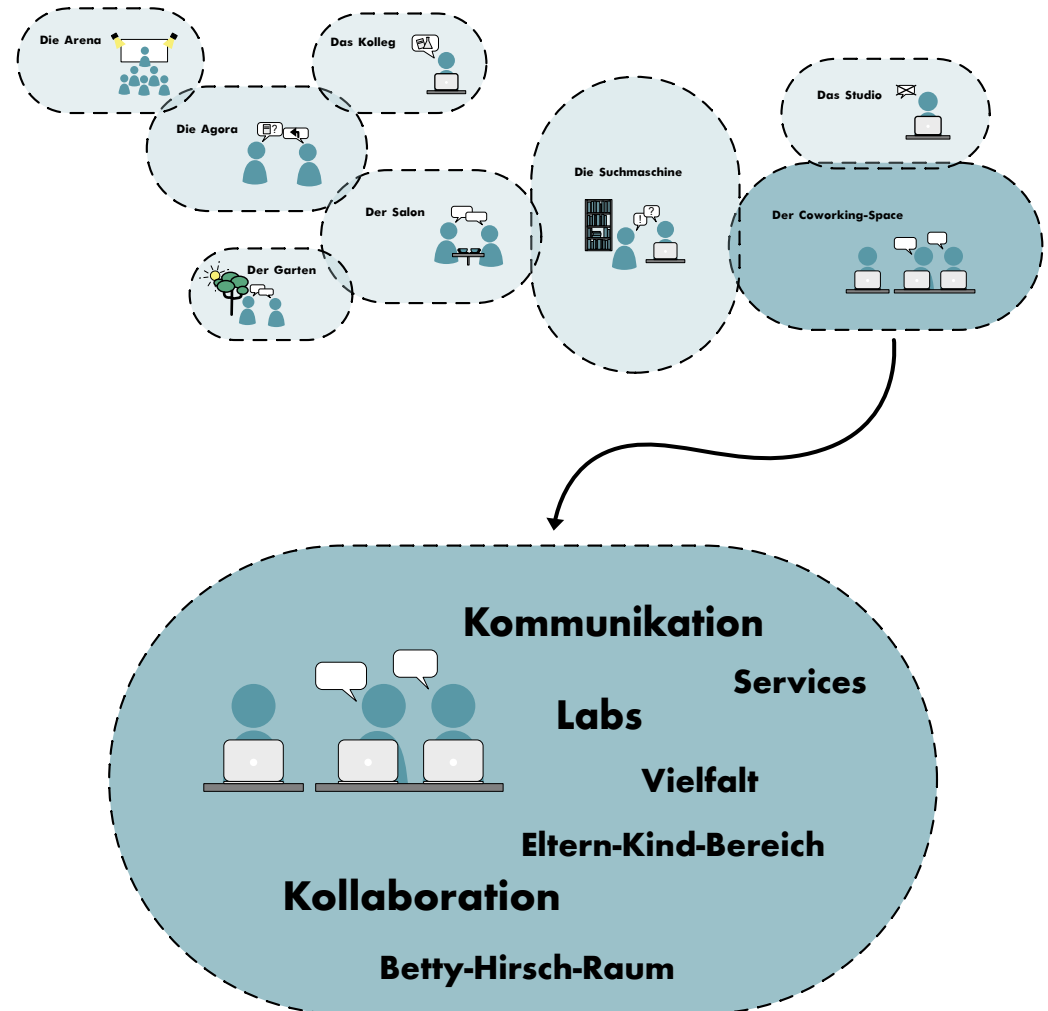 Die Arena
Das Kolleg
Die Agora
?
Der Salon
Der Garten
Die Suchmaschine
! ?
Das Studio
Der Coworking-Space
Kommunikation
Services
Labs
Vielfalt
Eltern-Kind-Bereich
Kollaboration
Betty-Hirsch-Raum